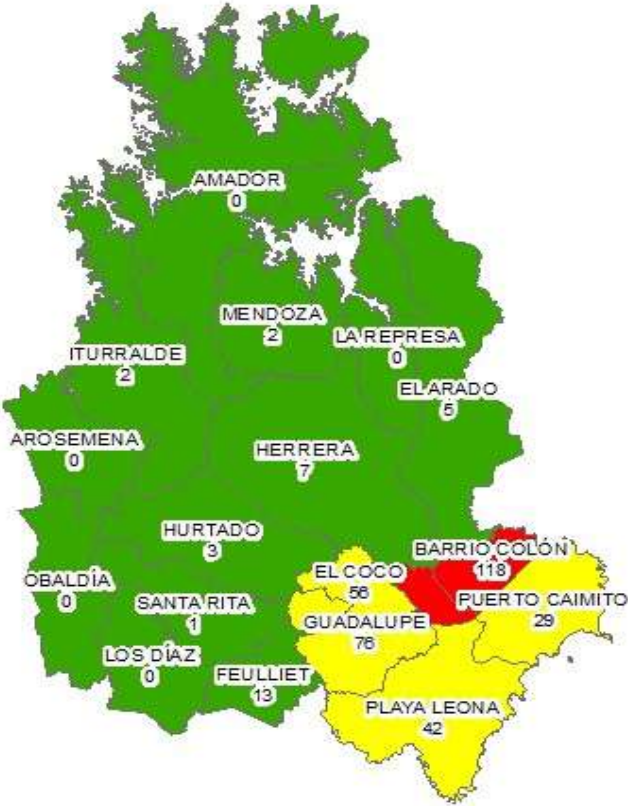 AMADOR
0
MENDOZA
2
LA REPRESA
0
ITURRALDE
2
EL ARADO
5
AROSEMENA
0
HERRERA
7
HURTADO
3
BARRIO COLÓN
118
EL COCO
56
OBALDÍA
0
SANTA RITA
1
PUERTO CAIMITO
29
GUADALUPE
76
LOS DÍAZ
0
FEULLIET
13
PLAYA LEONA
42